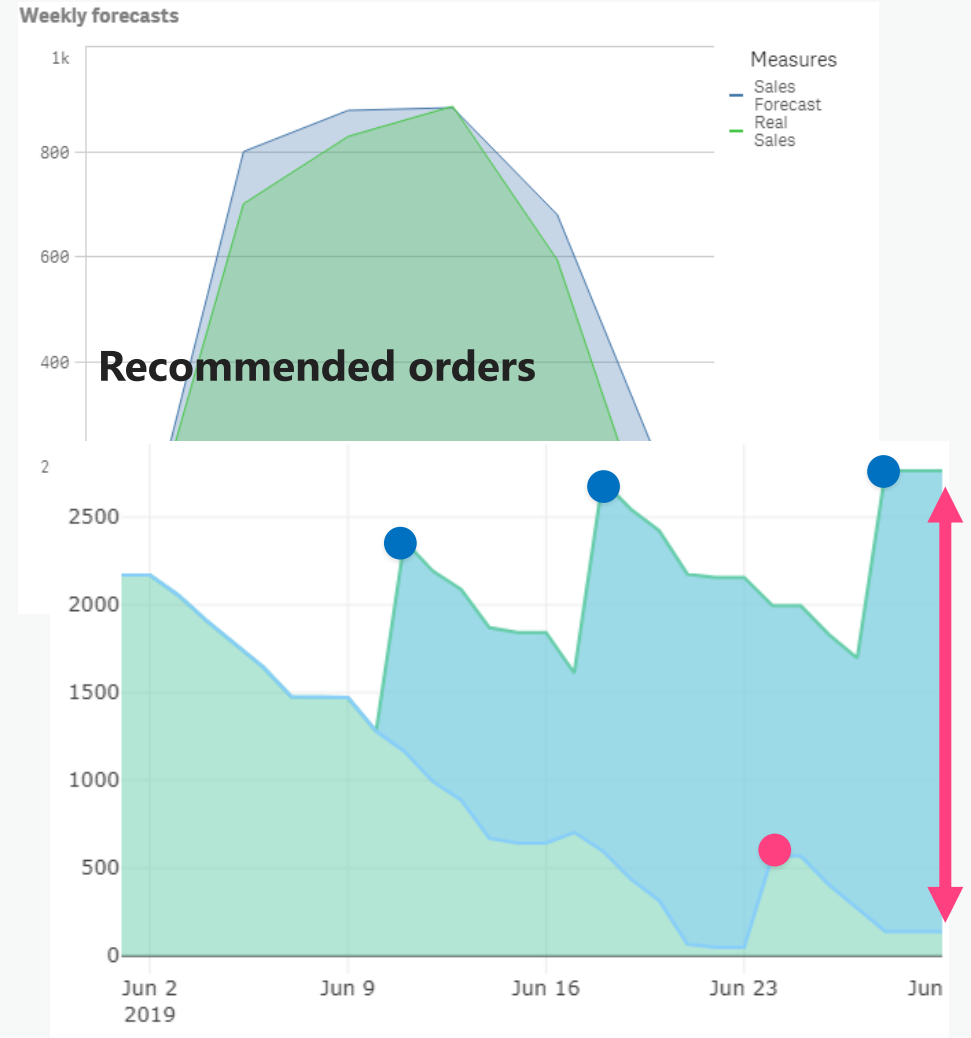 Weekly forecasts
1k
Measures
Sales
Forecast
Real
Sales
800
600
400
Recommended orders
2
2500
2000
1500
1000
500
0
Jun 2
Jun 9
Jun 16
Jun 23
Jun
2019